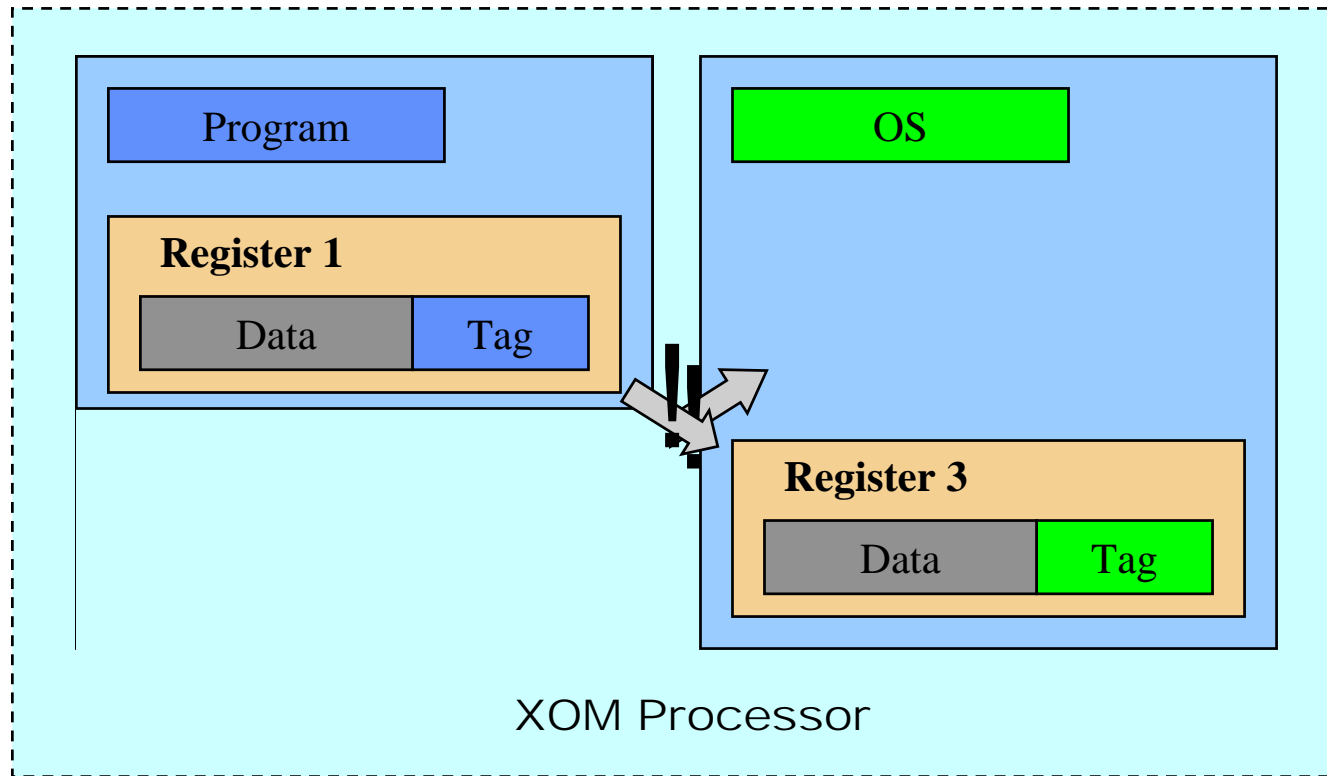 Program
OS
Register 1
Data
Tag
!
!
Register 3
Data
Tag
XOM Processor